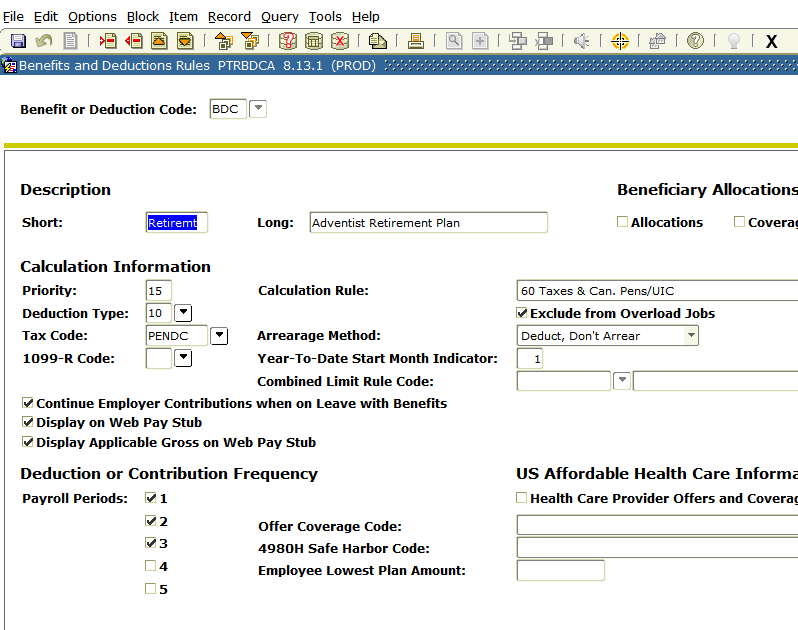 File Edit Options Block Item Record Query Tools Help
Benefits and Deductions Rules PTRBDCA 8.13.1 (PROD)
Benefit or Deduction Code: BDC
Description Beneficiary Allocations
Short: Retiremt Long: Adventist Retirement Plan Allocations Coverag
Calculation Information
Priority: 15 Calculation Rule: 60 Taxes & Can. Pens/UIC
Deduction Type: 10 Exclude from Overload Jobs
Tax Code: PENDC Arrearage Method: Deduct, Don't Arrear
1099-R Code: Year-To-Date Start Month Indicator: 1
Combined Limit Rule Code:
Continue Employer Contributions when on Leave with Benefits
Display on Web Pay Stub
Display Applicable Gross on Web Pay Stub
Deduction or Contribution Frequency US Affordable Health Care Informa
Payroll Periods: 1 Health Care Provider Offers and Coverag
2 Offer Coverage Code:
3 4980H Safe Harbor Code:
4 Employee Lowest Plan Amount:
5